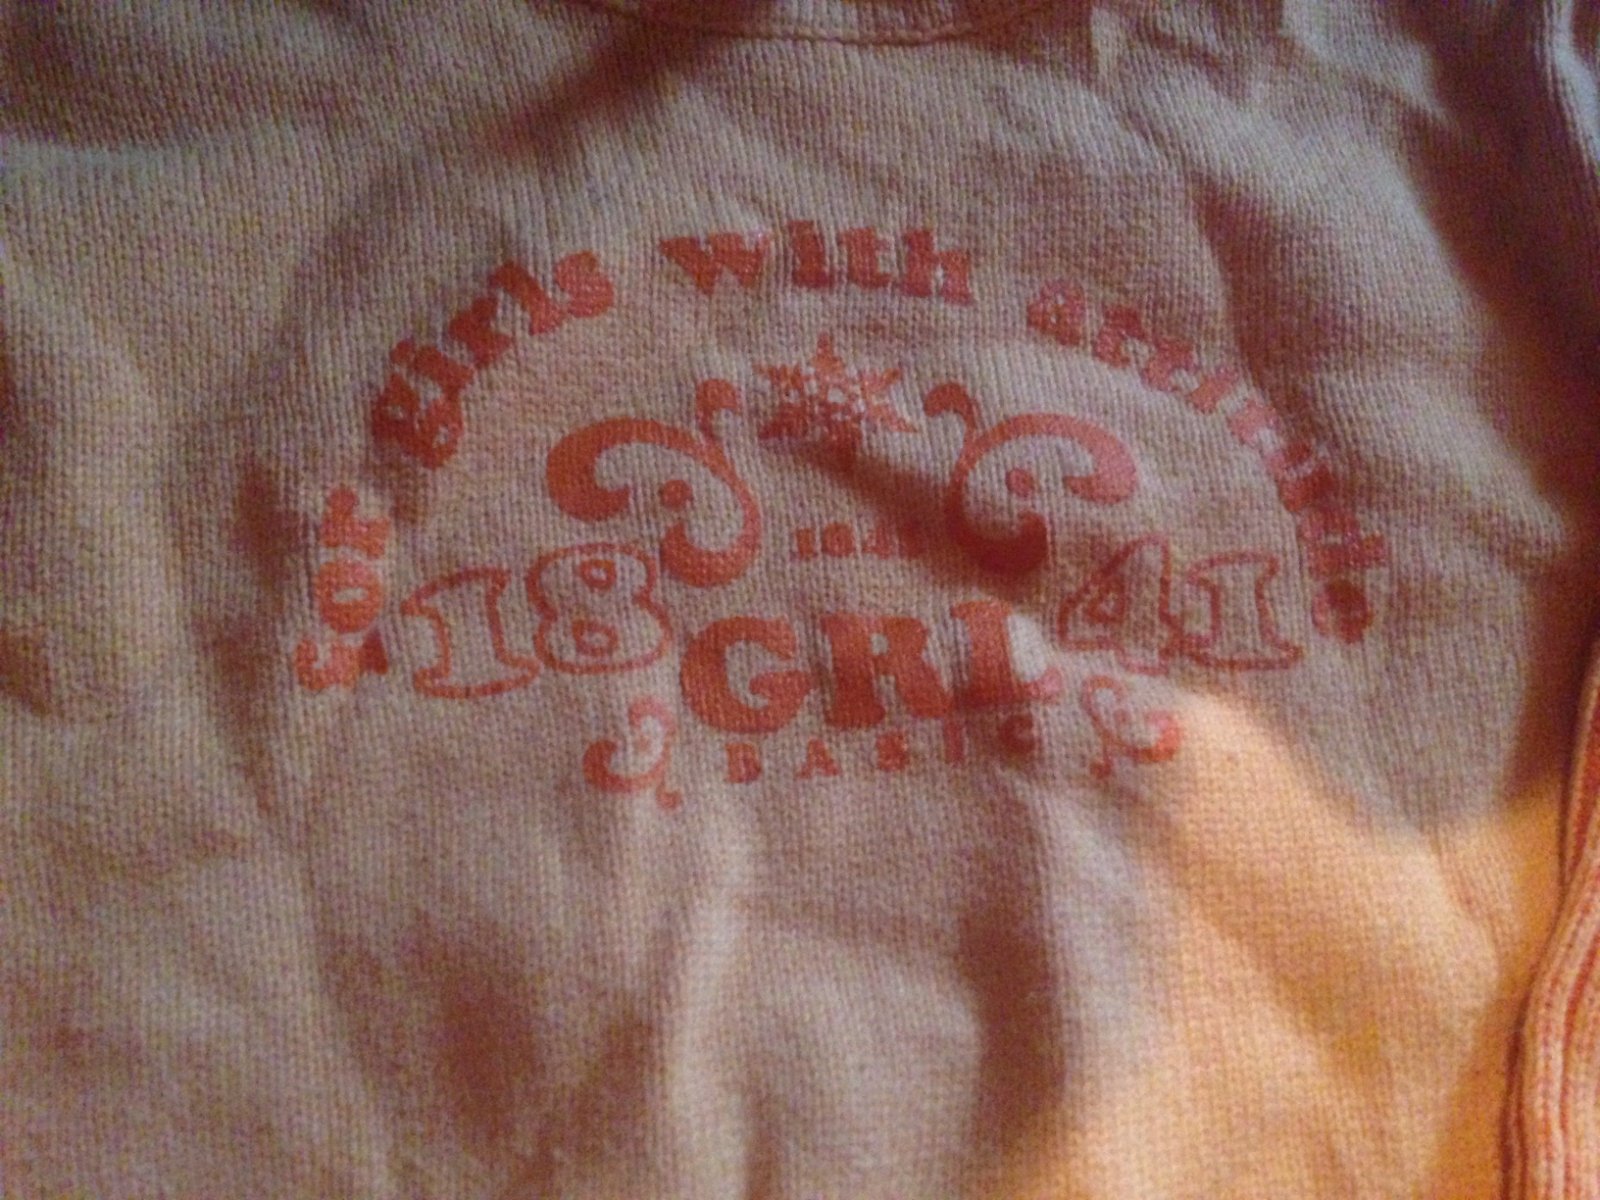 for girls with attitude
18 GRL 41
BASIC